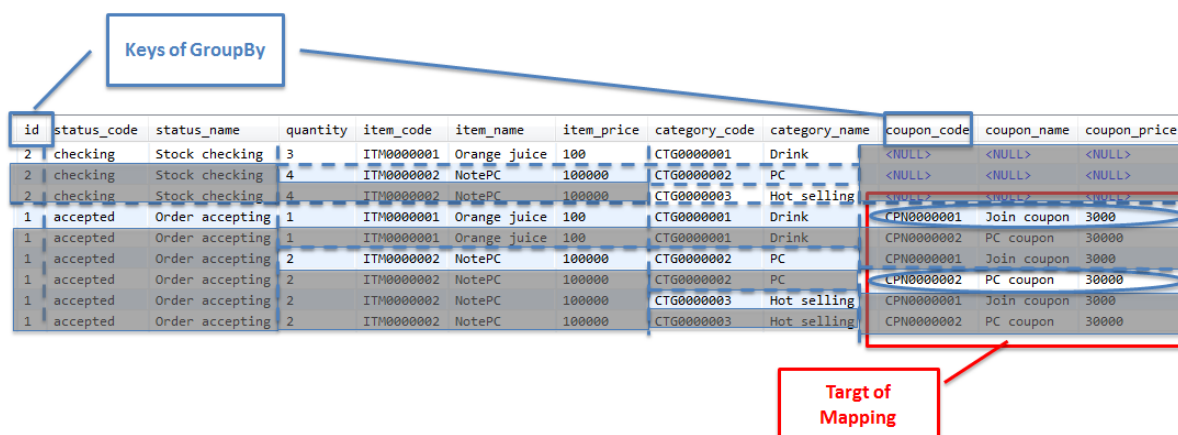 Keys of GroupBy
id status_code status_name quantity item_code item_name item_price category_code category_name coupon_code coupon_name coupon_price
2 checking Stock checking 3 ITM0000001 Orange juice 100 CTG0000001 Drink <NULL> <NULL> <NULL>
2 checking Stock checking 4 ITM0000002 NotePC 100000 CTG0000002 PC <NULL> <NULL> <NULL>
2 checking Stock checking 4 ITM0000002 NotePC 100000 CTG0000003 Hot selling <NULL> <NULL> <NULL>
1 accepted Order accepting 1 ITM0000001 Orange juice 100 CTG0000001 Drink CPN0000001 Join coupon 3000
1 accepted Order accepting 1 ITM0000001 Orange juice 100 CTG0000001 Drink CPN0000002 PC coupon 30000
1 accepted Order accepting 2 ITM0000002 NotePC 100000 CTG0000002 PC CPN0000001 Join coupon 3000
1 accepted Order accepting 2 ITM0000002 NotePC 100000 CTG0000002 PC CPN0000002 PC coupon 30000
1 accepted Order accepting 2 ITM0000002 NotePC 100000 CTG0000003 Hot selling CPN0000001 Join coupon 3000
1 accepted Order accepting 2 ITM0000002 NotePC 100000 CTG0000003 Hot selling CPN0000002 PC coupon 30000
Targt of
Mapping